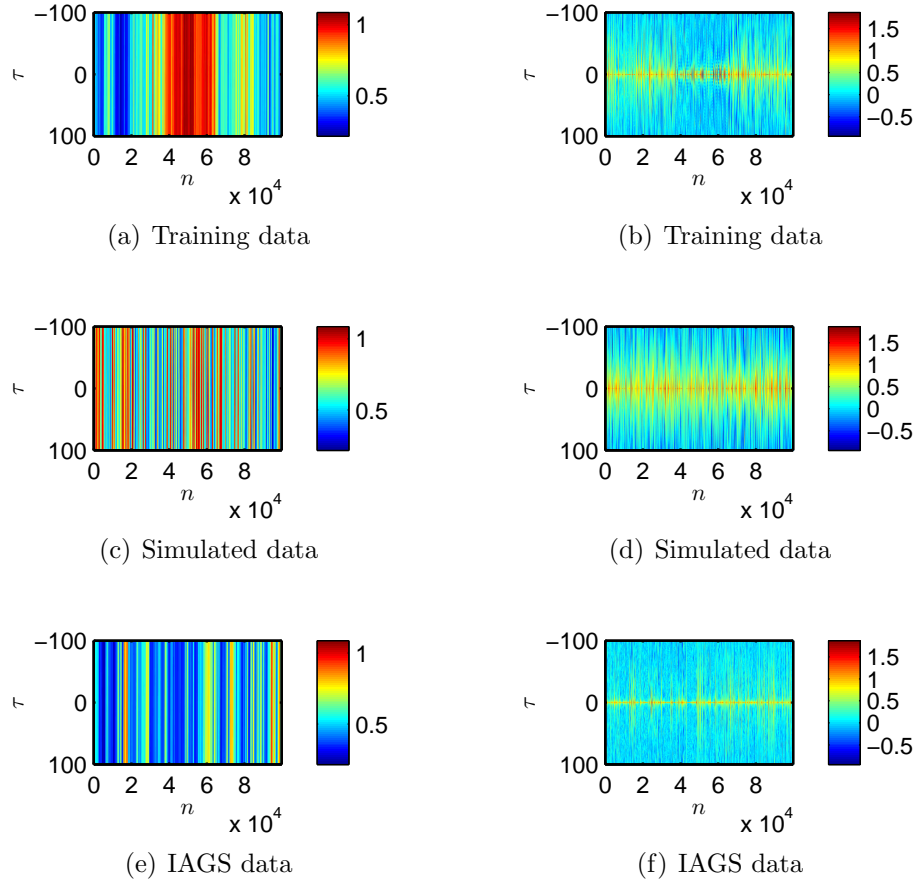 −100
0
100
τ
0 2 4 6 8
n
x 10^4
1
0.5
(a) Training data
−100
0
100
τ
0 2 4 6 8
n
x 10^4
1.5
1
0.5
0
−0.5
(b) Training data
−100
0
100
τ
0 2 4 6 8
n
x 10^4
1
0.5
(c) Simulated data
−100
0
100
τ
0 2 4 6 8
n
x 10^4
1.5
1
0.5
0
−0.5
(d) Simulated data
−100
0
100
τ
0 2 4 6 8
n
x 10^4
1
0.5
(e) IAGS data
−100
0
100
τ
0 2 4 6 8
n
x 10^4
1.5
1
0.5
0
−0.5
(f) IAGS data